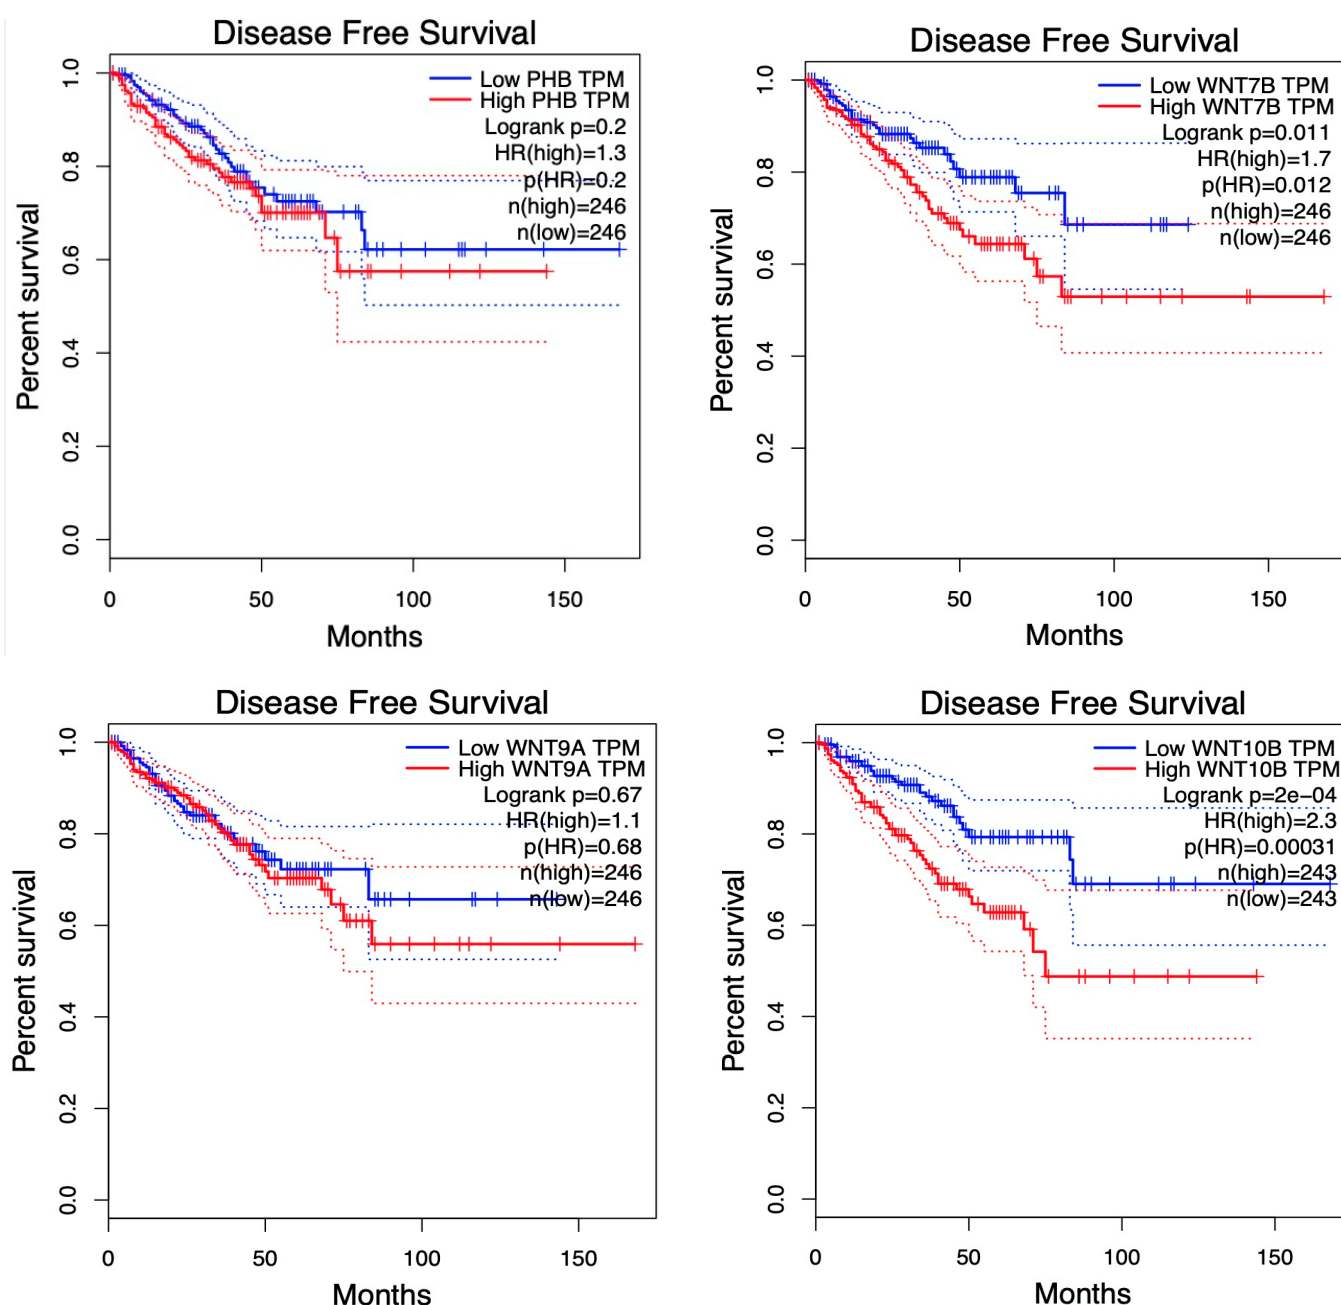 Disease Free Survival
Low PHB TPM
High PHB TPM
Logrank p=0.2
HR(high)=1.3
p(HR)=0.2
n(high)=246
n(low)=246
Percent survival
1.0
0.8
0.6
0.4
0.2
0.0
0 50 100 150
Months
Disease Free Survival
Low WNT7B TPM
High WNT7B TPM
Logrank p=0.011
HR(high)=1.7
p(HR)=0.012
n(high)=246
n(low)=246
Percent survival
1.0
0.8
0.6
0.4
0.2
0.0
0 50 100 150
Months
Disease Free Survival
Low WNT9A TPM
High WNT9A TPM
Logrank p=0.67
HR(high)=1.1
p(HR)=0.68
n(high)=246
n(low)=246
Percent survival
1.0
0.8
0.6
0.4
0.2
0.0
0 50 100 150
Months
Disease Free Survival
Low WNT10B TPM
High WNT10B TPM
Logrank p=2e−04
HR(high)=2.3
p(HR)=0.00031
n(high)=243
n(low)=243
Percent survival
1.0
0.8
0.6
0.4
0.2
0.0
0 50 100 150
Months